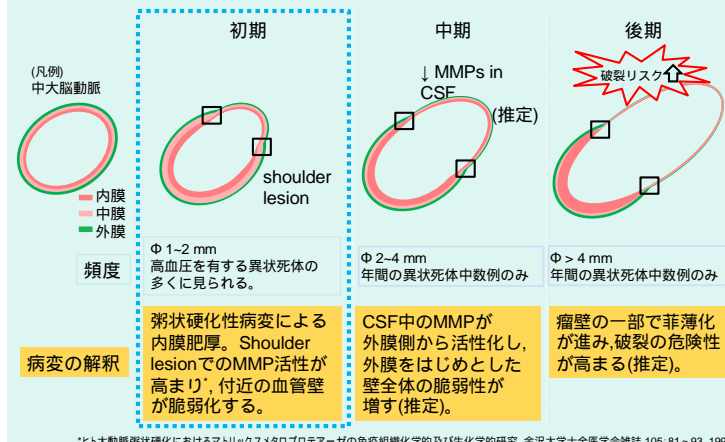 初期
中期
後期
(凡例)
中大脳動脈
内膜
中膜
外膜
shoulder
lesion
↓ MMPs in
CSF
(推定)
破裂リスク
頻度
Φ 1~2 mm
高血圧を有する異状死体の
多くに見られる。
Φ 2~4 mm
年間の異状死体中数例のみ
Φ > 4 mm
年間の異状死体中数例のみ
病変の解釈
粥状硬化性病変による
内膜肥厚。Shoulder
lesionでのMMP活性が
高まり*, 付近の血管壁
が脆弱化する。
CSF中のMMPが
外膜側から活性化し,
外膜をはじめとした
壁全体の脆弱性が
増す(推定)。
瘤壁の一部で菲薄化
が進み,破裂の危険性
が高まる(推定)。
*ヒト大動脈粥状硬化におけるマトリックスメタロプロテアーゼの免疫組織化学的及び生化学的研究. 金沢大学十全医学会雑誌 105: 81~93, 199